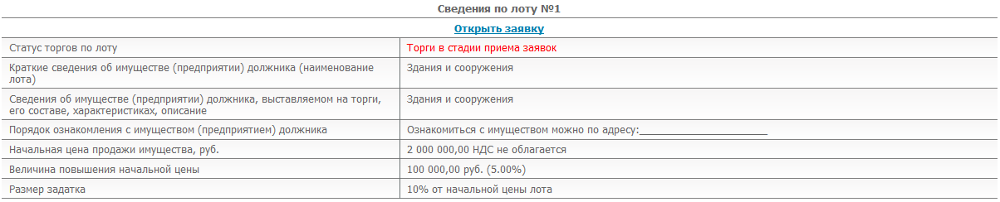 Сведения по лоту №1
Открыть заявку
Статус торгов по лоту Торги в стадии приема заявок
Краткие сведения об имуществе (предприятии) должника (наименование Здания и сооружения
лота)
Сведения об имуществе (предприятии) должника, выставляемом на торги, Здания и сооружения
его составе, характеристиках, описание
Порядок ознакомления с имуществом (предприятием) должника Ознакомиться с имуществом можно по адресу:______________________
Начальная цена продажи имущества, руб. 2 000 000,00 НДС не облагается
Величина повышения начальной цены 100 000,00 руб. (5.00%)
Размер задатка 10% от начальной цены лота